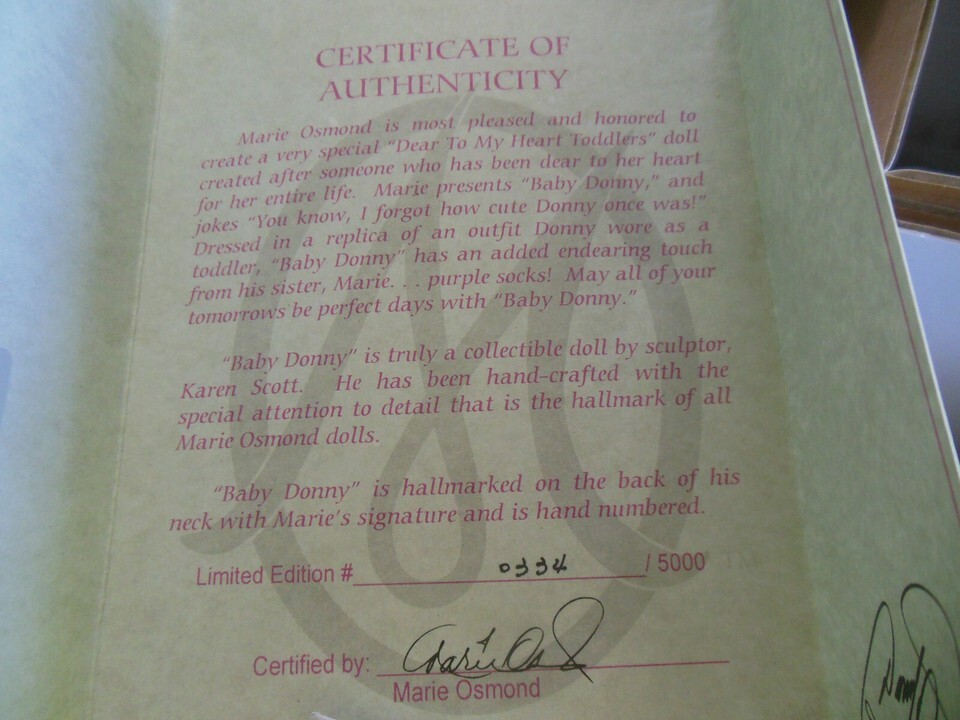 CERTIFICATE OF
AUTHENTICITY
Marie Osmond is most pleased and honored to
create a very special "Dear To My Heart Toddlers" doll
created after someone who has been dear to her heart
for her entire life. Marie presents "Baby Donny," and
jokes "You know, I forgot how cute Donny once was!"
Dressed in a replica of an outfit Donny wore as a
toddler, "Baby Donny" has an added endearing touch
from his sister, Marie. . . purple socks! May all of your
tomorrows be perfect days with "Baby Donny."
"Baby Donny" is truly a collectible doll by sculptor,
Karen Scott. He has been hand-crafted with the
special attention to detail that is the hallmark of all
Marie Osmond dolls.
"Baby Donny" is hallmarked on the back of his
neck with Marie's signature and is hand numbered.
Limited Edition # 0334 / 5000
Certified by: Marie Osmond
Marie Osmond
Donny